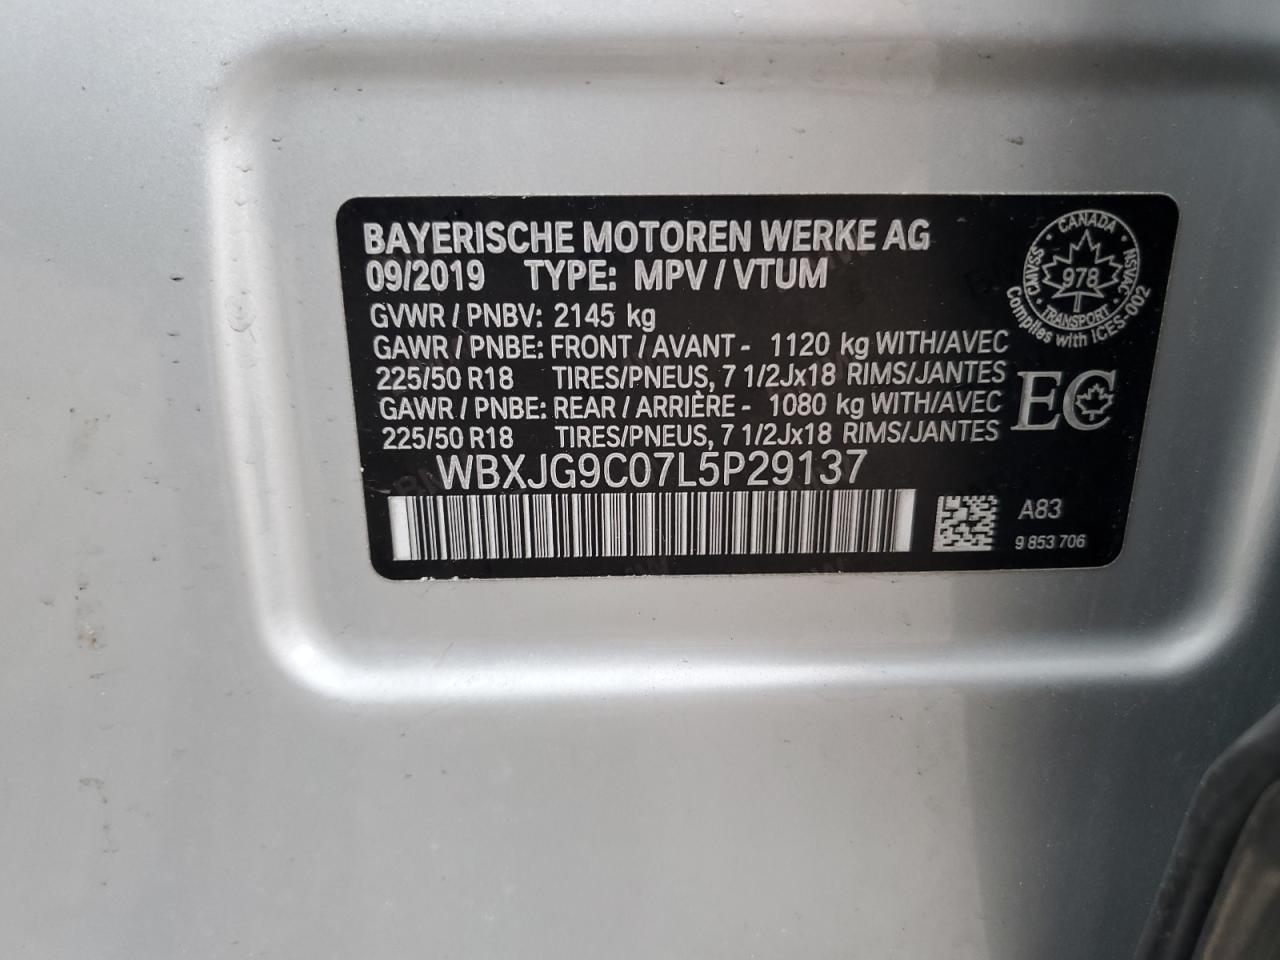 BAYERISCHE MOTOREN WERKE AG
09/2019 TYPE: MPV / VTUM
GVWR / PNBV: 2145 kg
GAWR / PNBE: FRONT / AVANT - 1120 kg WITH/AVEC
225/50 R18 TIRES/PNEUS, 7 1/2Jx18 RIMS/JANTES
GAWR / PNBE: REAR / ARRIÈRE - 1080 kg WITH/AVEC
225/50 R18 TIRES/PNEUS, 7 1/2Jx18 RIMS/JANTES
WBXJG9C07L5P29137
CANADA
CMVSS
978
NSVAC
TRANSPORT
Complies with ICES-002
EC
A83
9 853 706